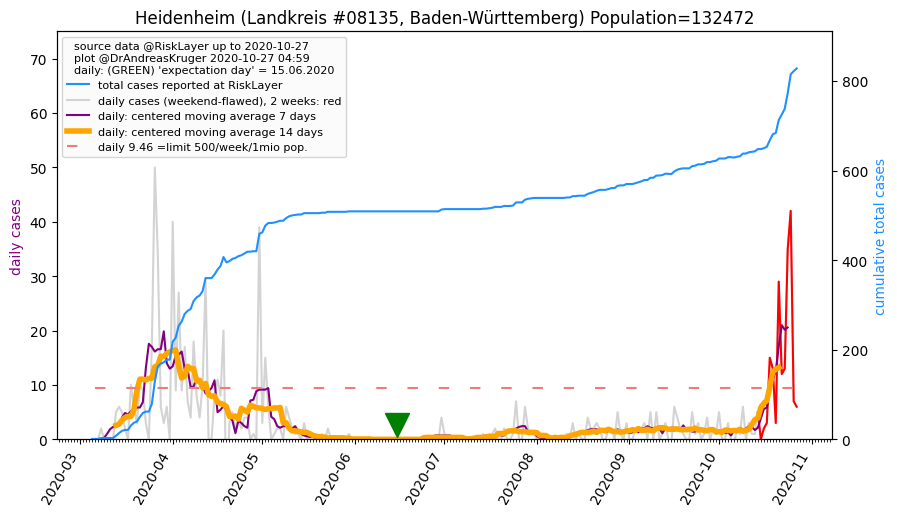 Heidenheim (Landkreis #08135, Baden-Württemberg) Population=132472
source data @RiskLayer up to 2020-10-27
plot @DrAndreasKruger 2020-10-27 04:59
daily: (GREEN) 'expectation day' = 15.06.2020
total cases reported at RiskLayer
daily cases (weekend-flawed), 2 weeks: red
daily: centered moving average 7 days
daily: centered moving average 14 days
daily 9.46 =limit 500/week/1mio pop.
daily cases
70
60
50
40
30
20
10
0
cumulative total cases
800
600
400
200
0
2020-03
2020-04
2020-05
2020-06
2020-07
2020-08
2020-09
2020-10
2020-11